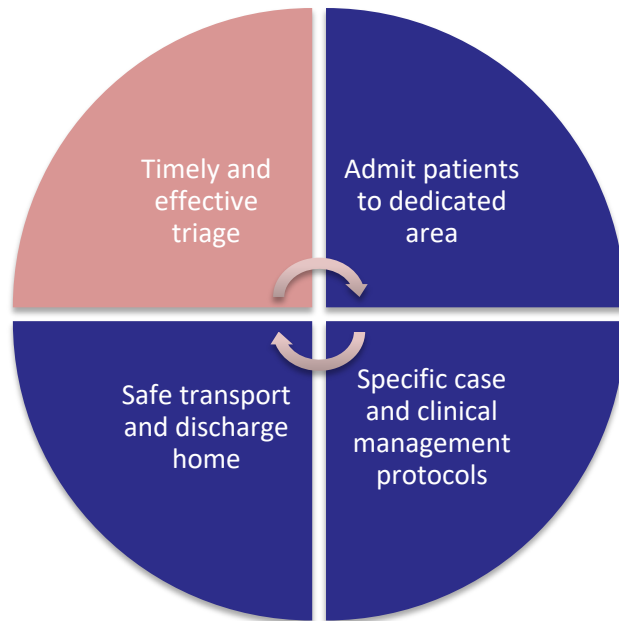 Timely and
effective
triage
Admit patients
to dedicated
area
Safe transport
and discharge
home
Specific case
and clinical
management
protocols